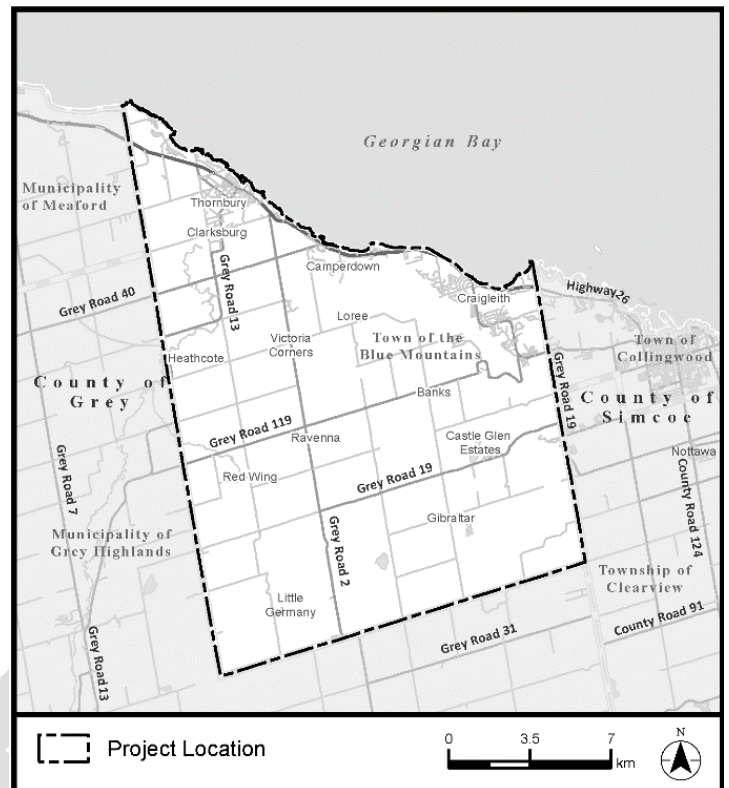 Georgian Bay
Municipality
of Meaford
Thornbury
Clarksburg
Camperdown
Grey Road 40
Grey Road 13
Craigleith
Highway26
Loree
Victoria
Corners
Town of the
Blue Mountains
Town of
Collingwood
Heathcote
County of
Grey
Banks
Grey Road 19
County of
Simcoe
Grey Road 119
Ravenna
Castle Glen
Estates
Nottawa
Red Wing
Grey Road 19
Grey Road 7
County Road 124
Gibraltar
Municipality of
Grey Highlands
Grey Road 2
Township of
Clearview
Little
Germany
County Road 91
Grey Road 31
Grey Road 13
Project Location
0 3.5 7
km
N